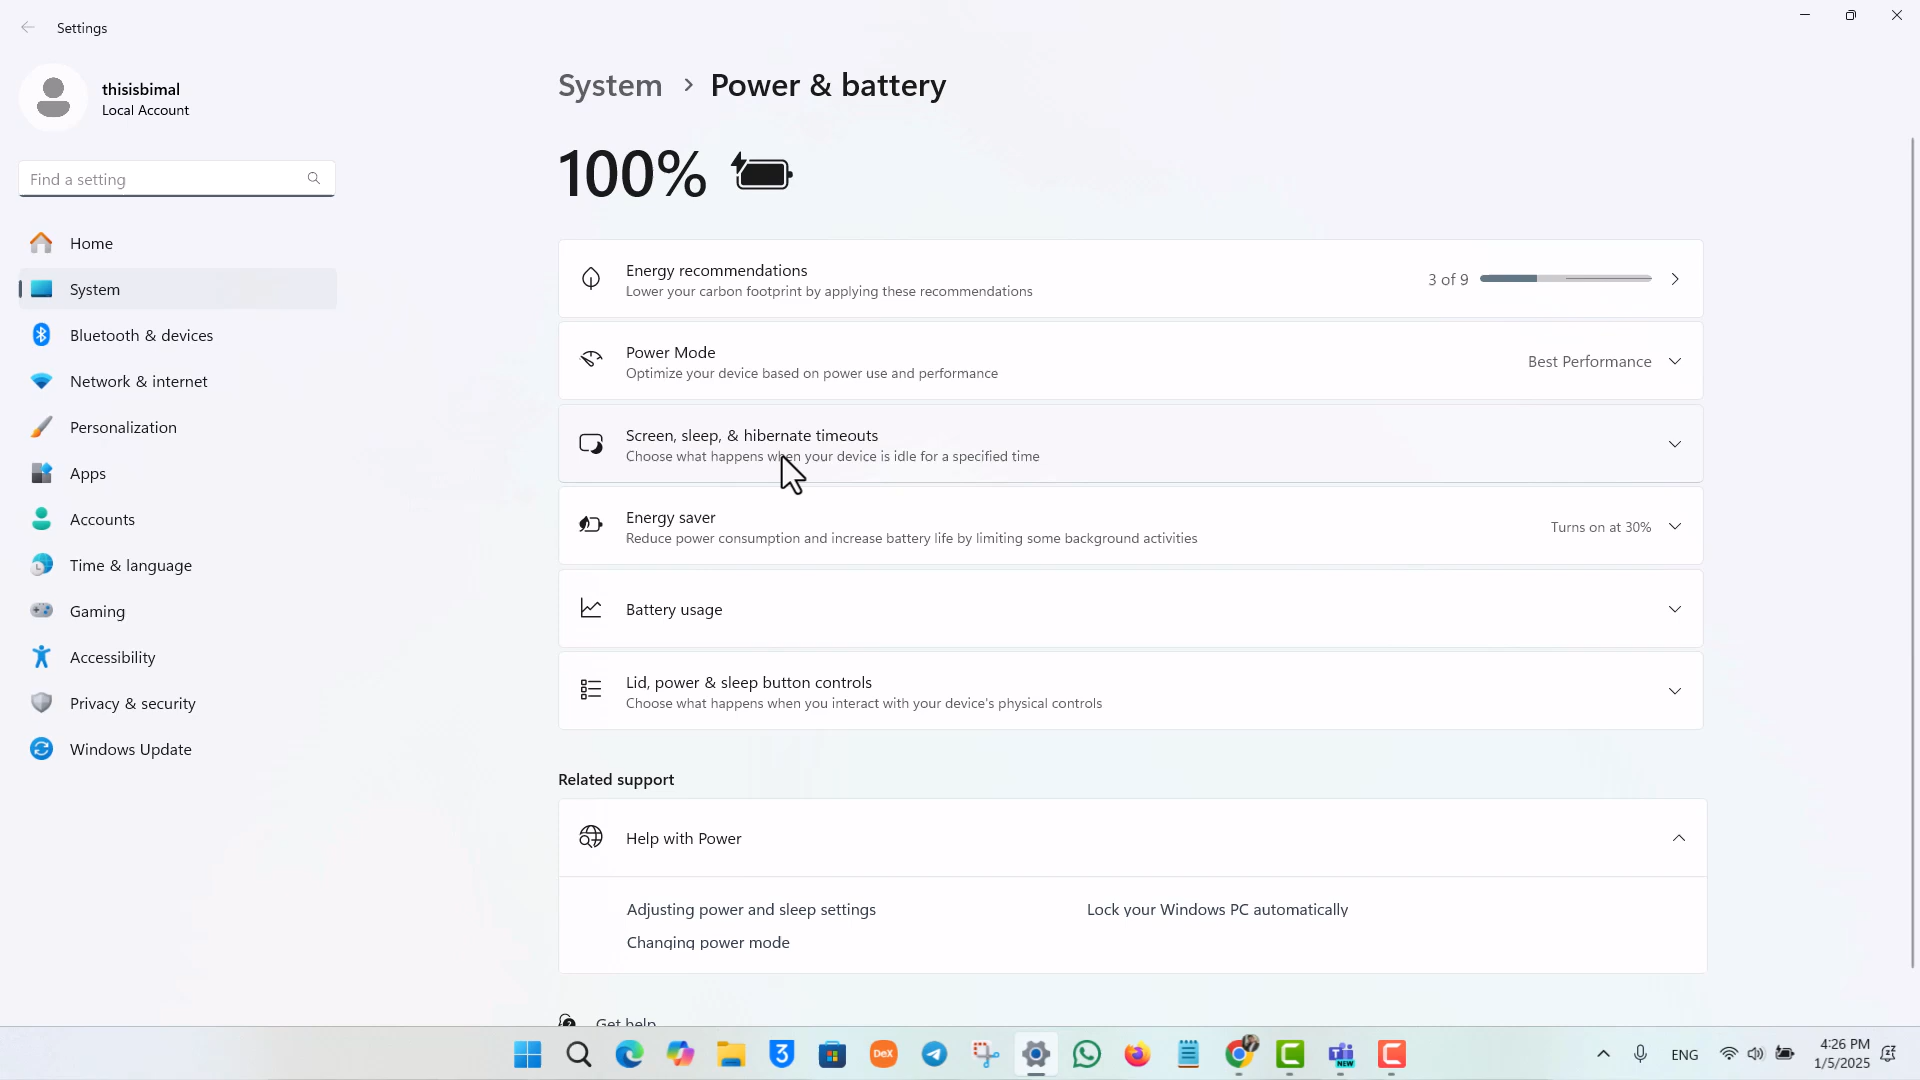 Settings
thisisbimal
Local Account
Find a setting
Home
System
Bluetooth & devices
Network & internet
Personalization
Apps
Accounts
Time & language
Gaming
Accessibility
Privacy & security
Windows Update
System > Power & battery
100%
Energy recommendations
Lower your carbon footprint by applying these recommendations
3 of 9
Power Mode
Optimize your device based on power use and performance
Best Performance
Screen, sleep, & hibernate timeouts
Choose what happens when your device is idle for a specified time
Energy saver
Reduce power consumption and increase battery life by limiting some background activities
Turns on at 30%
Battery usage
Lid, power & sleep button controls
Choose what happens when you interact with your device's physical controls
Related support
Help with Power
Adjusting power and sleep settings
Lock your Windows PC automatically
Changing power mode
Get help
3
DeX
NEW
ENG
4:26 PM
1/5/2025